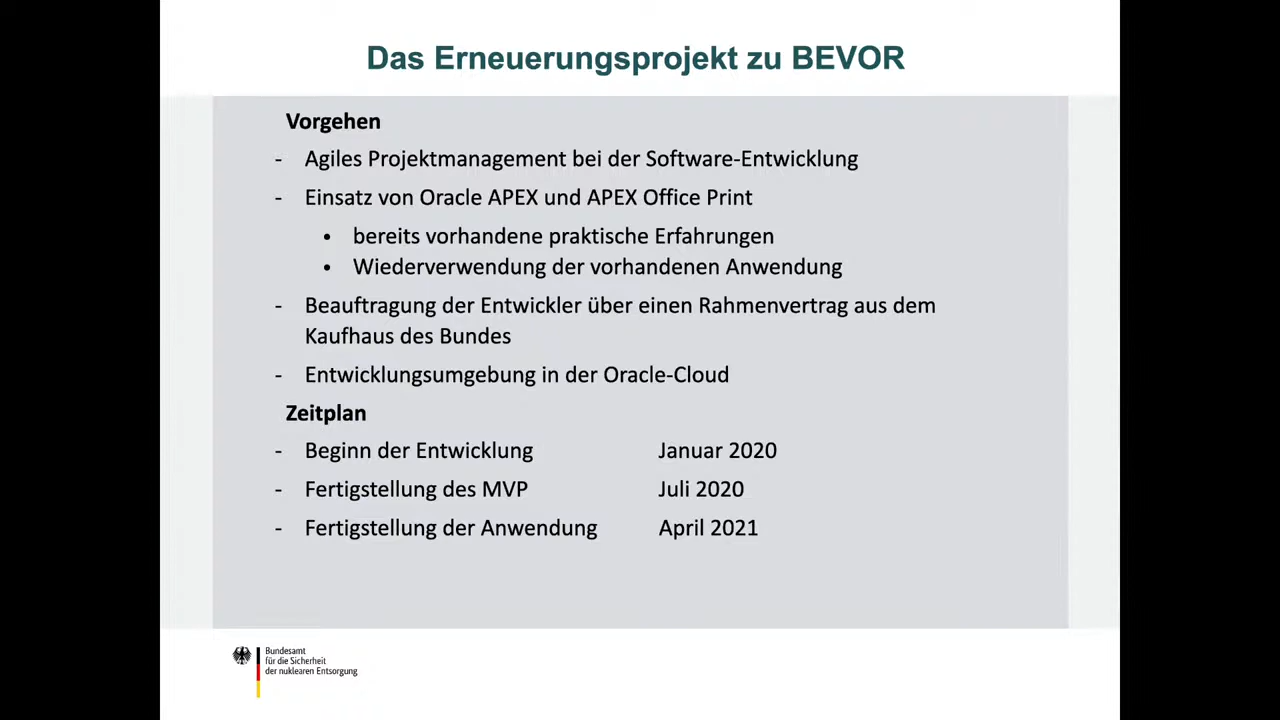 Das Erneuerungsprojekt zu BEVOR
Vorgehen
- Agiles Projektmanagement bei der Software-Entwicklung
- Einsatz von Oracle APEX und APEX Office Print
• bereits vorhandene praktische Erfahrungen
• Wiederverwendung der vorhandenen Anwendung
- Beauftragung der Entwickler über einen Rahmenvertrag aus dem
Kaufhaus des Bundes
- Entwicklungsumgebung in der Oracle-Cloud
Zeitplan
- Beginn der Entwicklung Januar 2020
- Fertigstellung des MVP Juli 2020
- Fertigstellung der Anwendung April 2021
Bundesamt
für die Sicherheit
der nuklearen Entsorgung